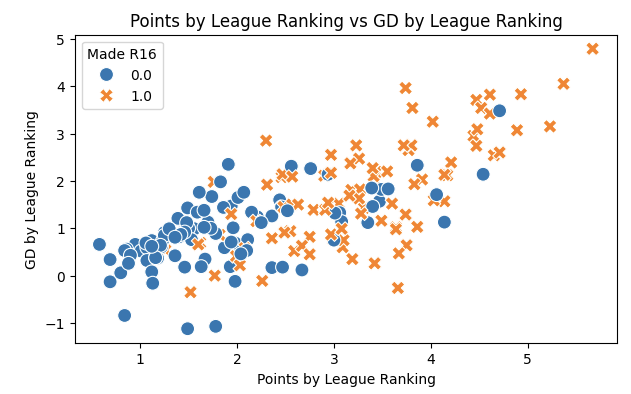 Points by League Ranking vs GD by League Ranking
Made R16
0.0
1.0
5
4
3
2
1
0
−1
GD by League Ranking
1 2 3 4 5
Points by League Ranking